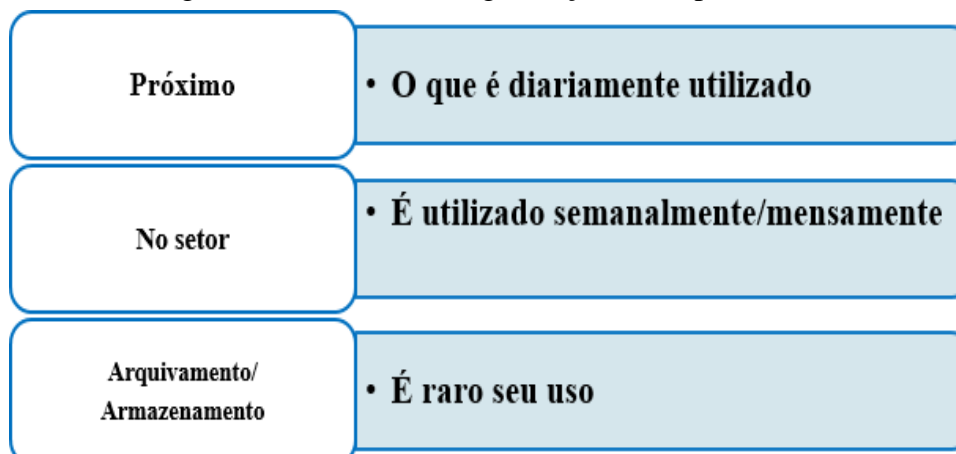 Próximo
• O que é diariamente utilizado
No setor
• É utilizado semanalmente/mensamente
Arquivamento/
Armazenamento
• É raro seu uso